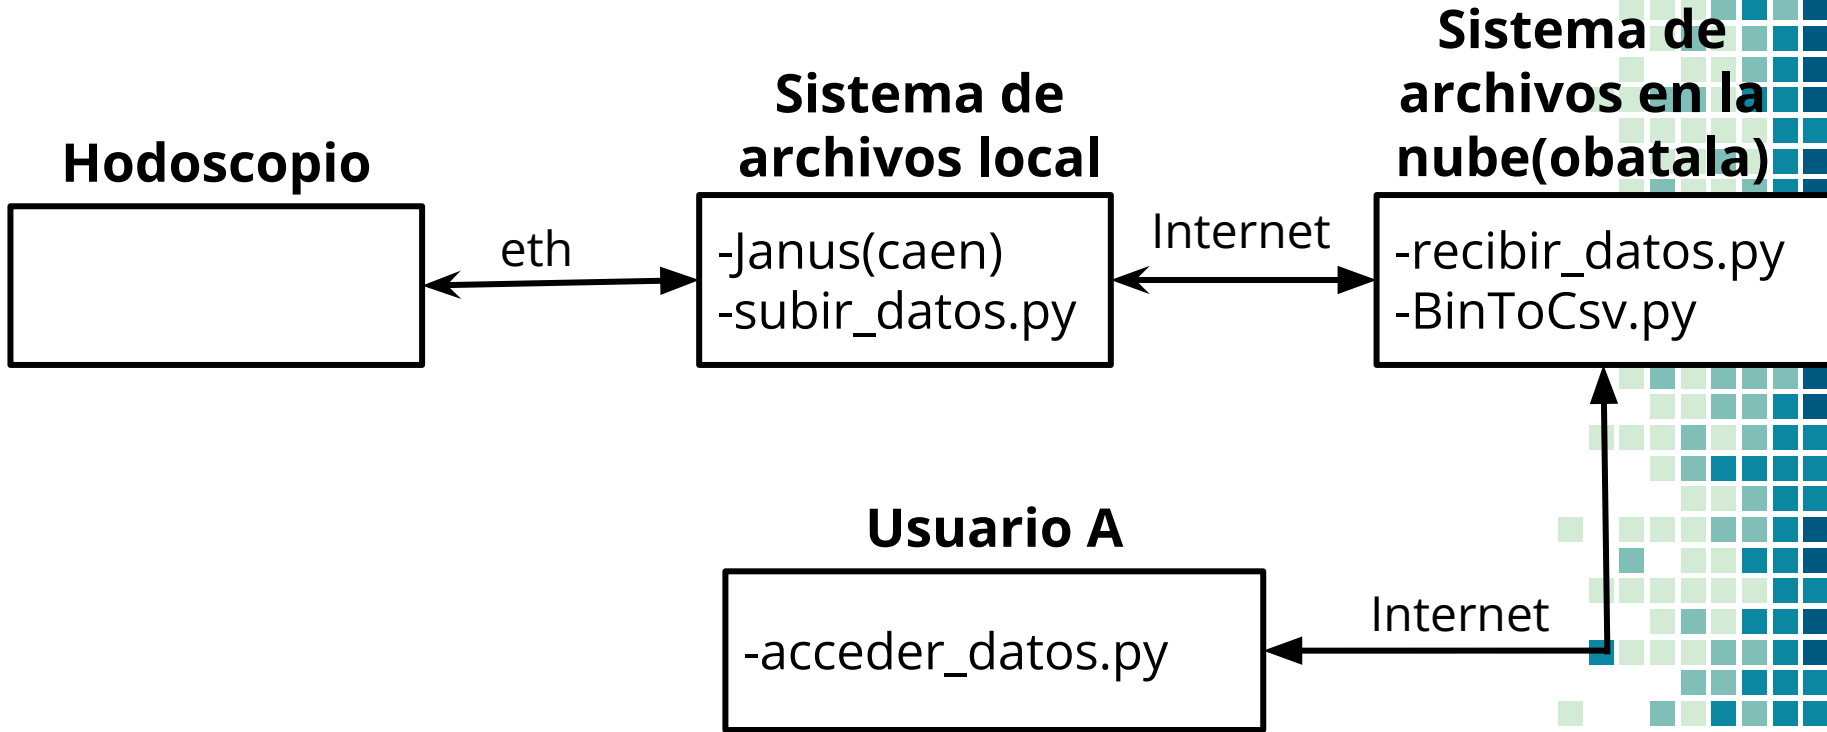 Hodoscopio
eth
Sistema de
archivos local
-Janus(caen)
-subir_datos.py
Internet
Sistema de
archivos en la
nube(obatala)
-recibir_datos.py
-BinToCsv.py
Usuario A
-acceder_datos.py
Internet